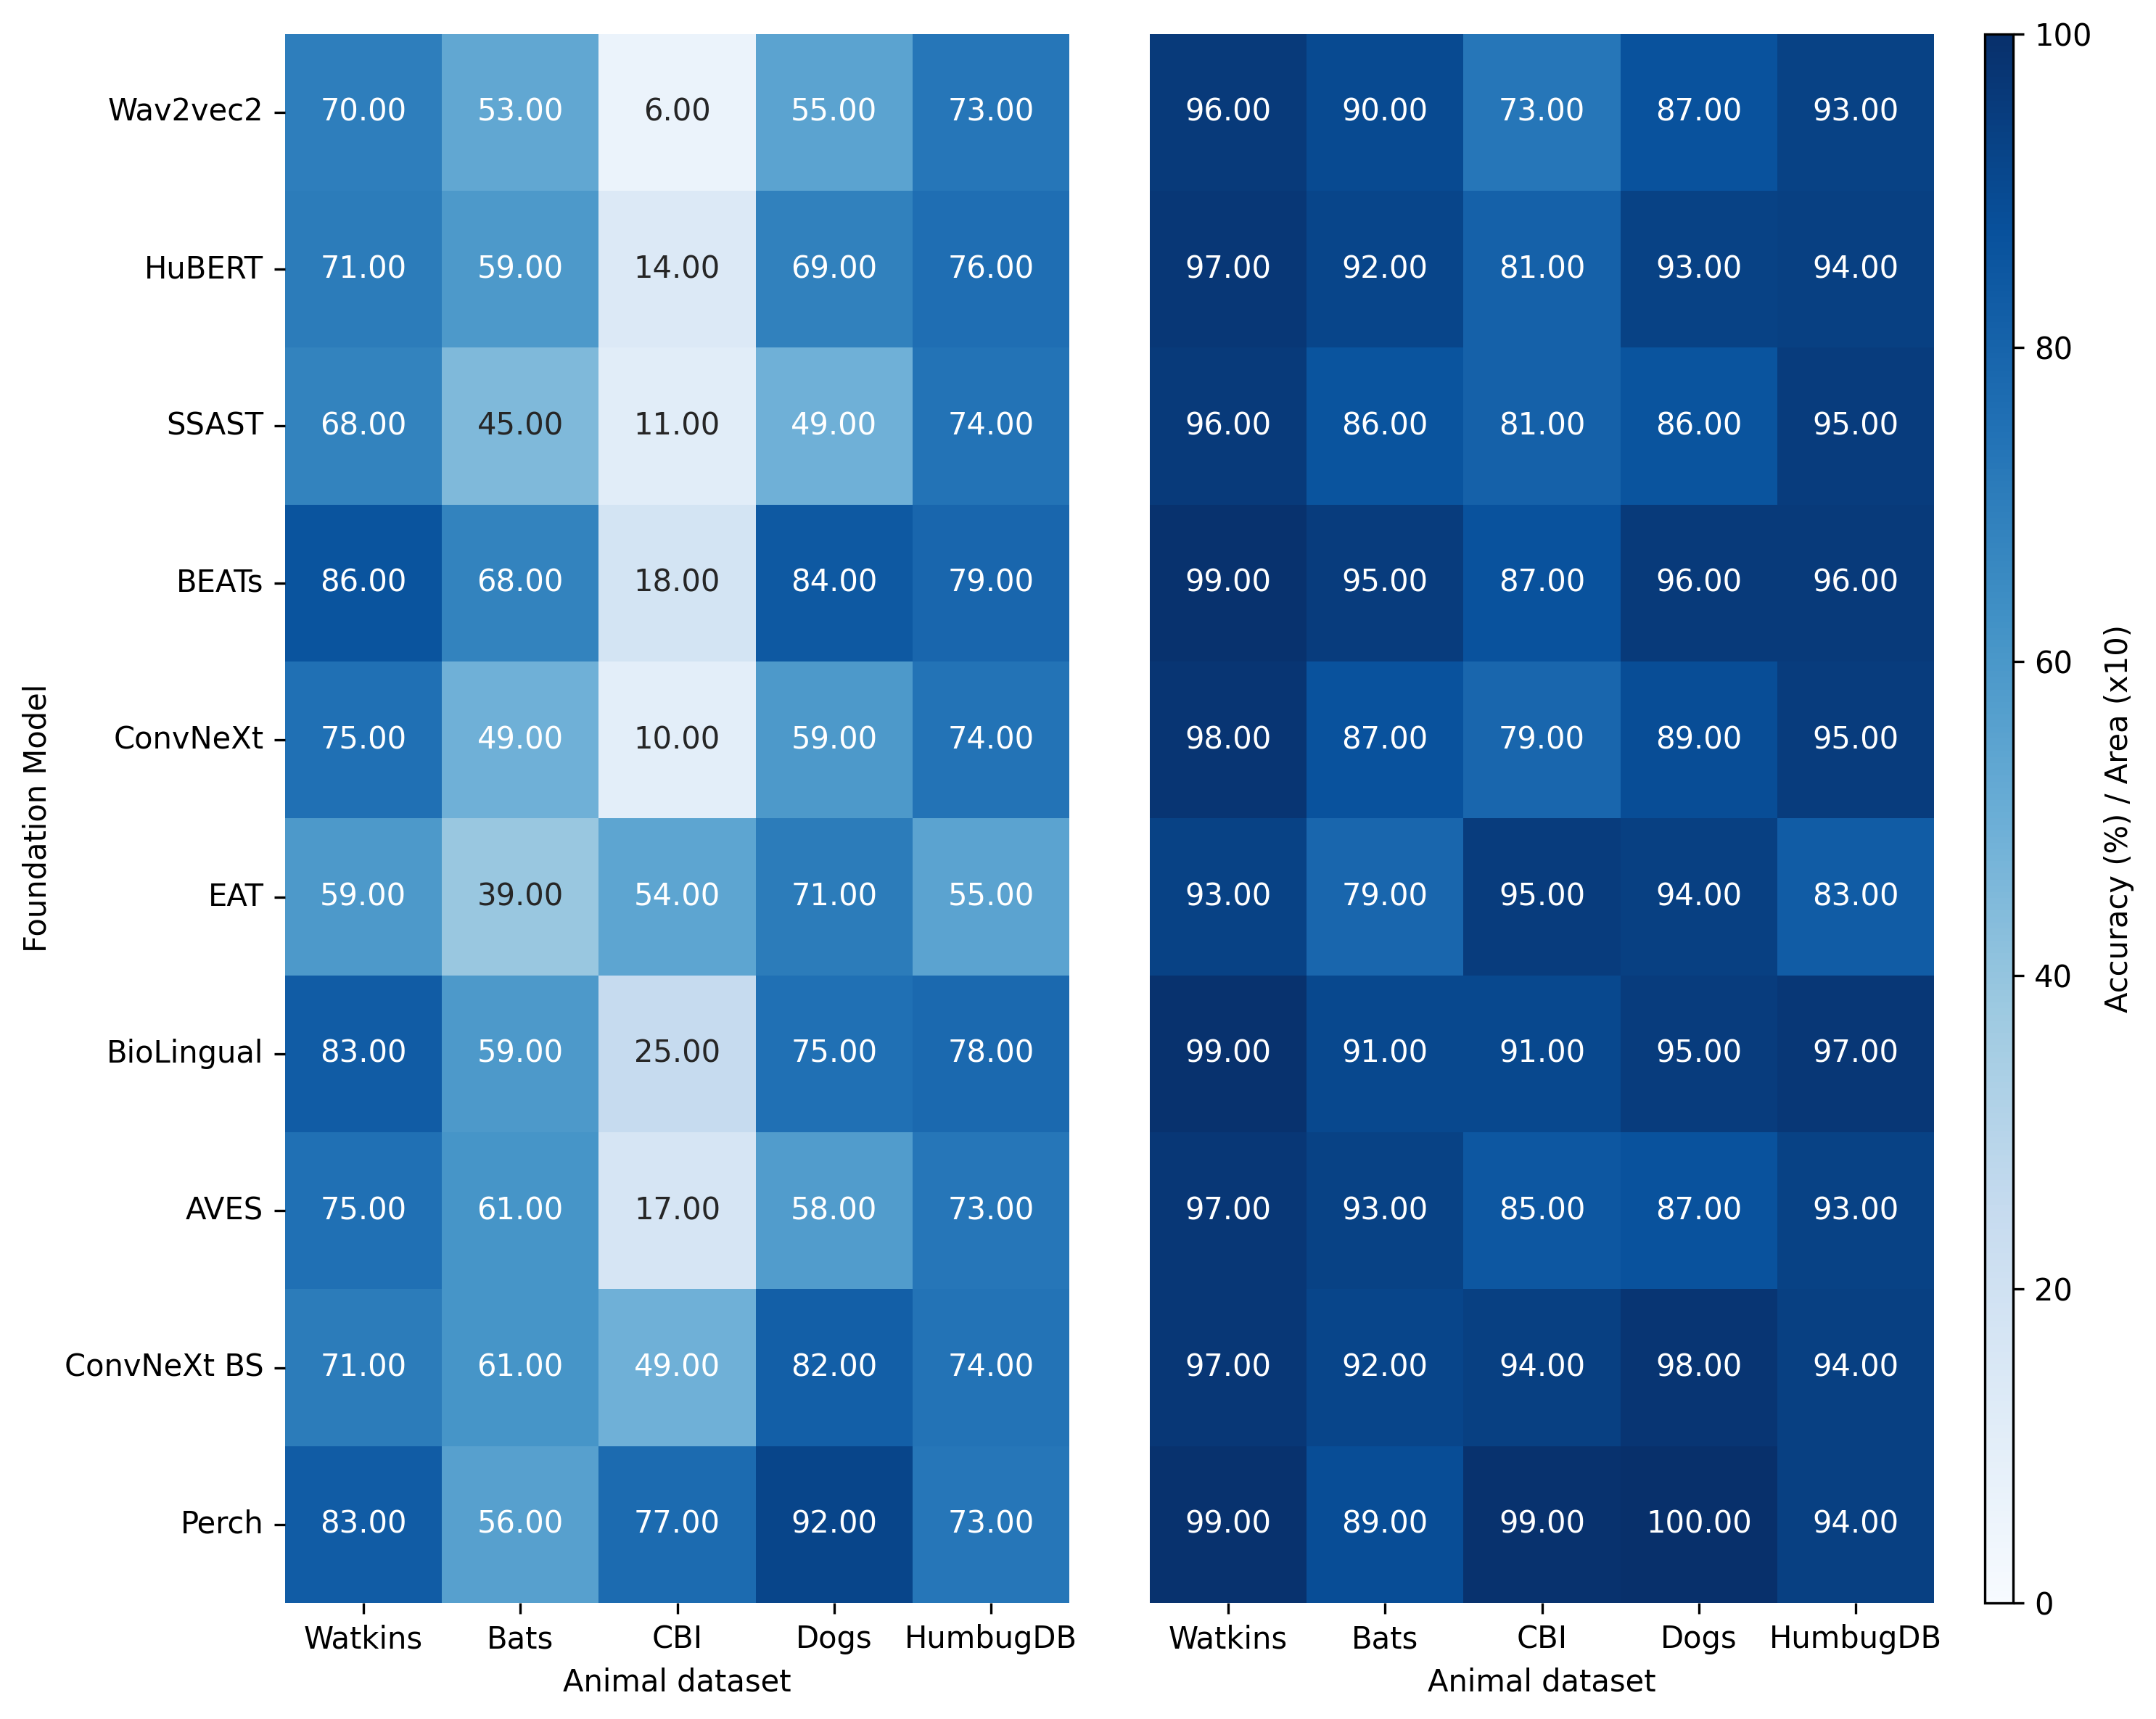 Foundation Model
Wav2vec2 70.00 53.00 6.00 55.00 73.00 96.00 90.00 73.00 87.00 93.00
HuBERT 71.00 59.00 14.00 69.00 76.00 97.00 92.00 81.00 93.00 94.00
SSAST 68.00 45.00 11.00 49.00 74.00 96.00 86.00 81.00 86.00 95.00
BEATs 86.00 68.00 18.00 84.00 79.00 99.00 95.00 87.00 96.00 96.00
ConvNeXt 75.00 49.00 10.00 59.00 74.00 98.00 87.00 79.00 89.00 95.00
EAT 59.00 39.00 54.00 71.00 55.00 93.00 79.00 95.00 94.00 83.00
BioLingual 83.00 59.00 25.00 75.00 78.00 99.00 91.00 91.00 95.00 97.00
AVES 75.00 61.00 17.00 58.00 73.00 97.00 93.00 85.00 87.00 93.00
ConvNeXt BS 71.00 61.00 49.00 82.00 74.00 97.00 92.00 94.00 98.00 94.00
Perch 83.00 56.00 77.00 92.00 73.00 99.00 89.00 99.00 100.00 94.00
Watkins Bats CBI Dogs HumbugDB Watkins Bats CBI Dogs HumbugDB
Animal dataset Animal dataset
100
80
60
40
20
0
Accuracy (%) / Area (x10)